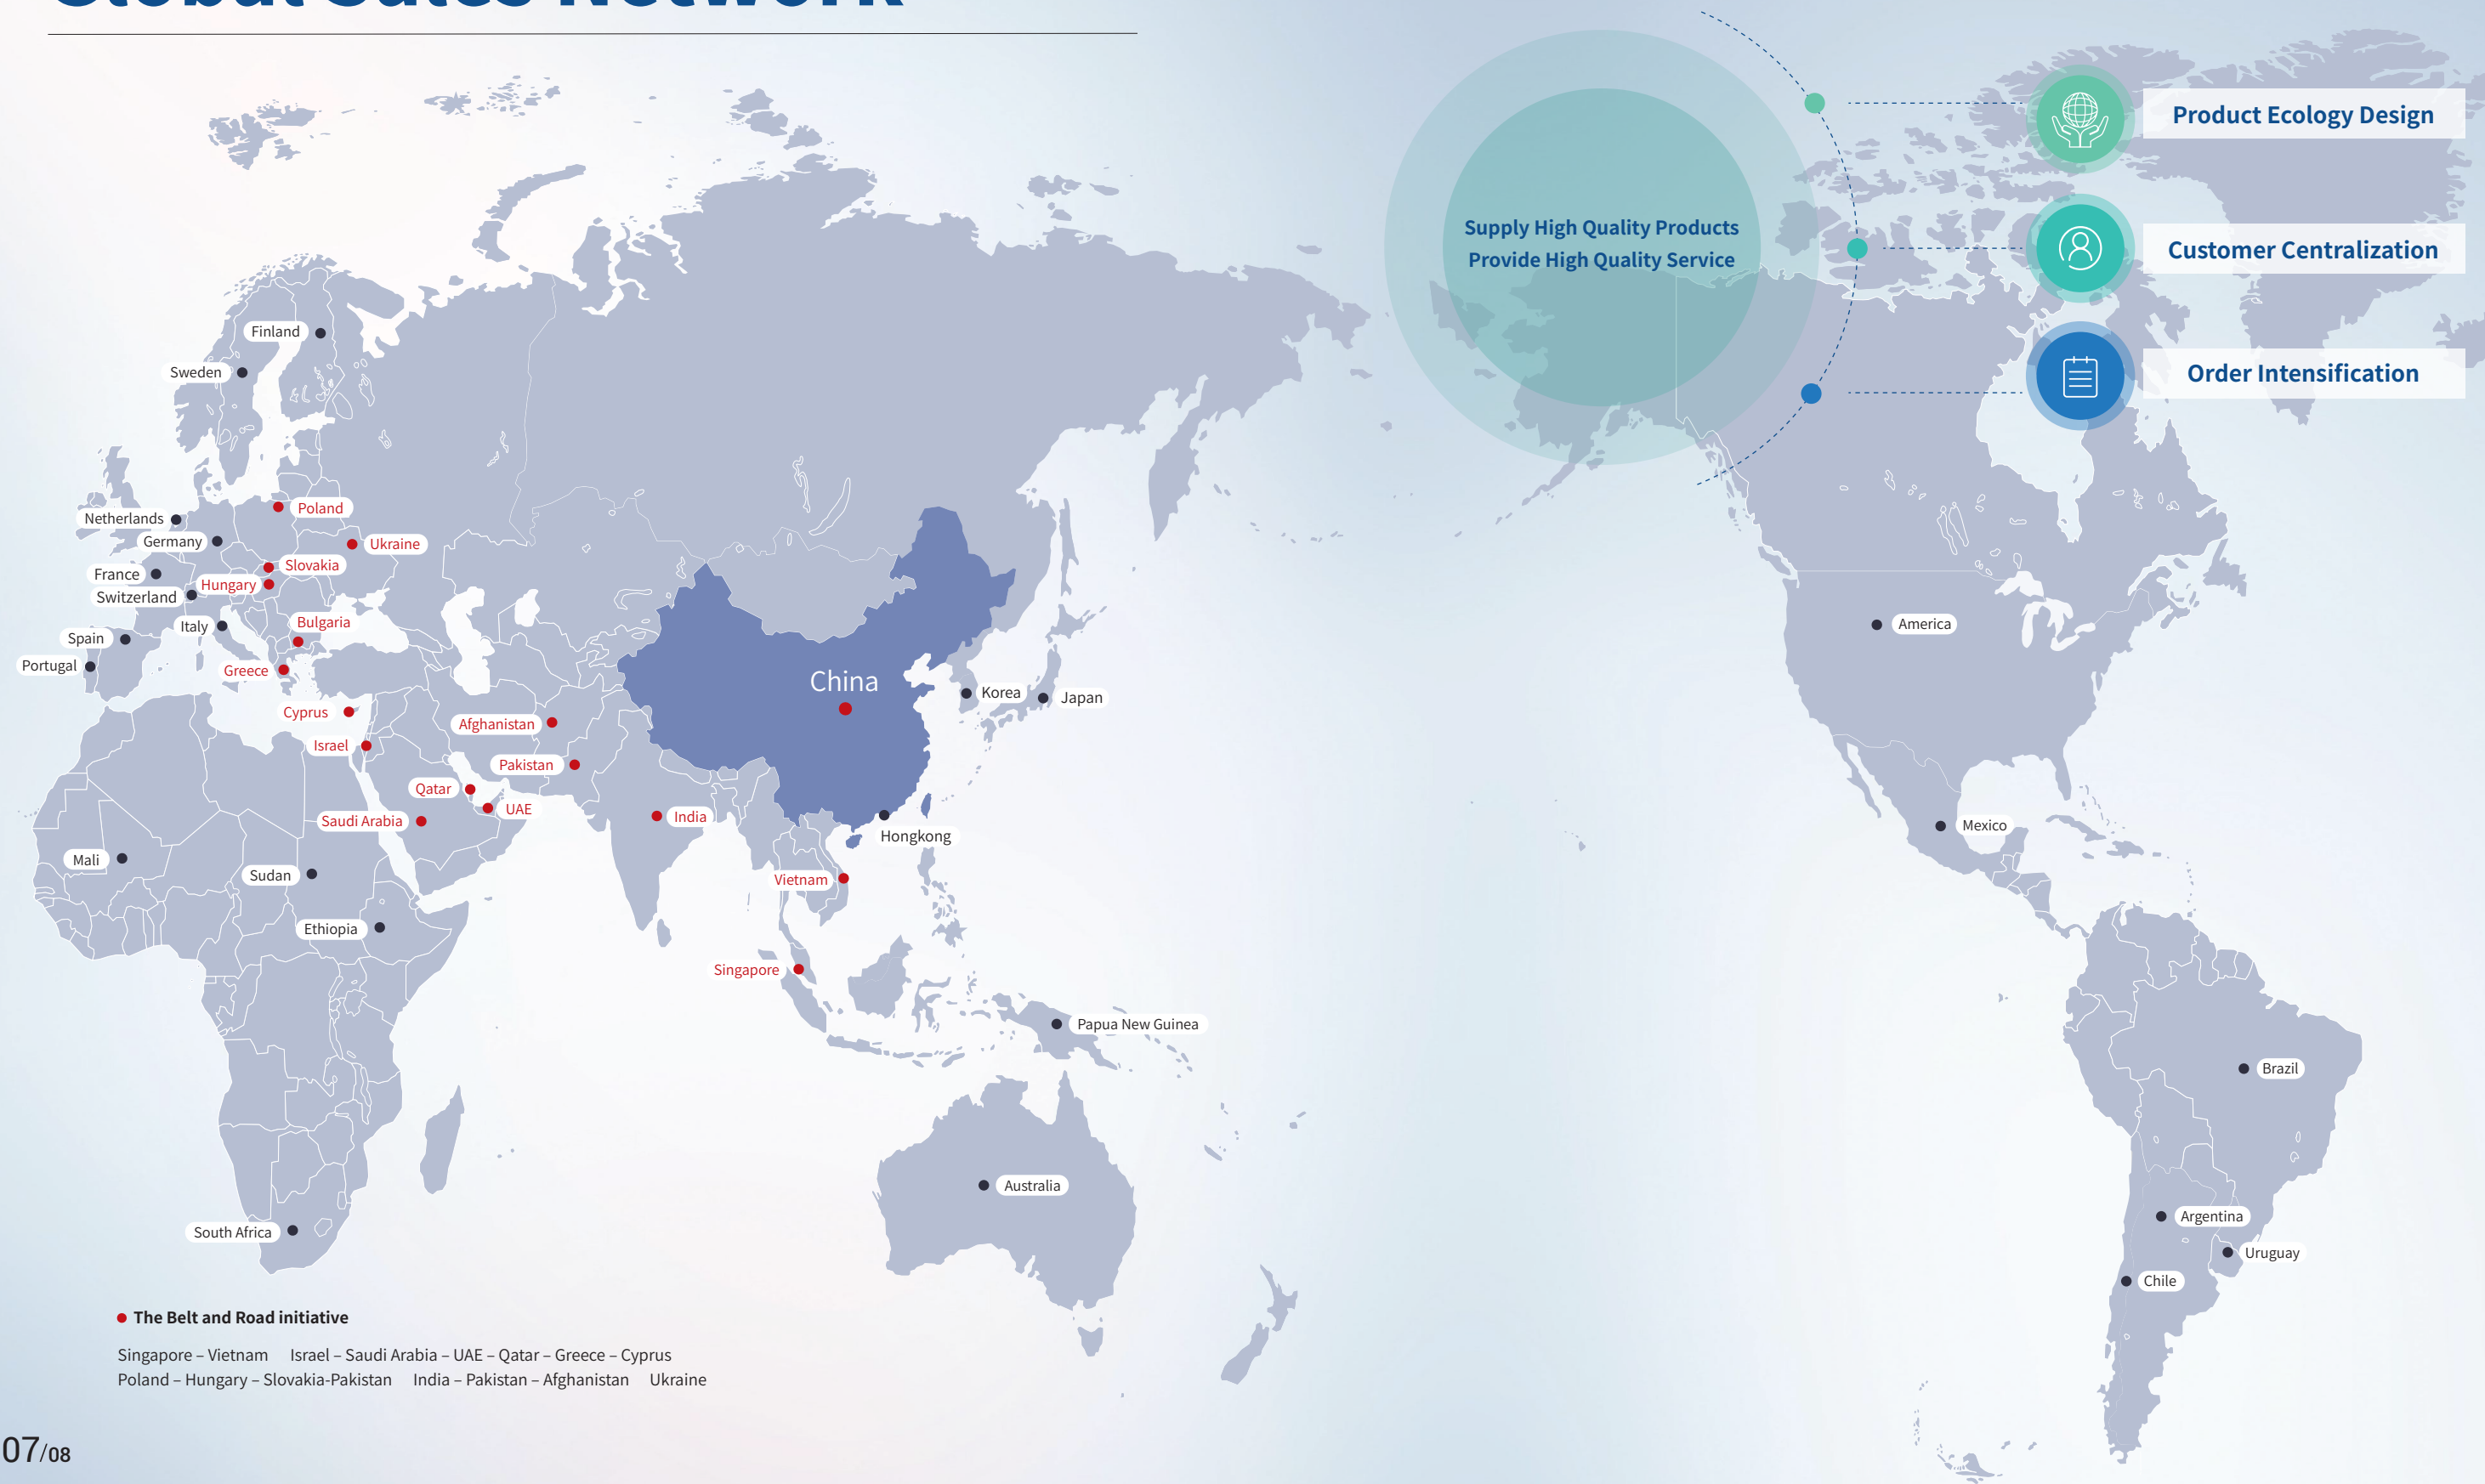 Global Sales Network
Supply High Quality Products
Provide High Quality Service
Product Ecology Design
Customer Centralization
Order Intensification
Finland
Sweden
Netherlands
Poland
Germany
Ukraine
France
Slovakia
Hungary
Switzerland
Italy
Bulgaria
Spain
Portugal
Greece
Cyprus
Israel
Afghanistan
Pakistan
Qatar
UAE
Saudi Arabia
India
China
Korea
Japan
Hongkong
Vietnam
Singapore
Mali
Sudan
Ethiopia
South Africa
Papua New Guinea
Australia
America
Mexico
Brazil
Argentina
Uruguay
Chile
The Belt and Road initiative
Singapore – Vietnam Israel – Saudi Arabia – UAE – Qatar – Greece – Cyprus
Poland – Hungary – Slovakia-Pakistan India – Pakistan – Afghanistan Ukraine
07/08